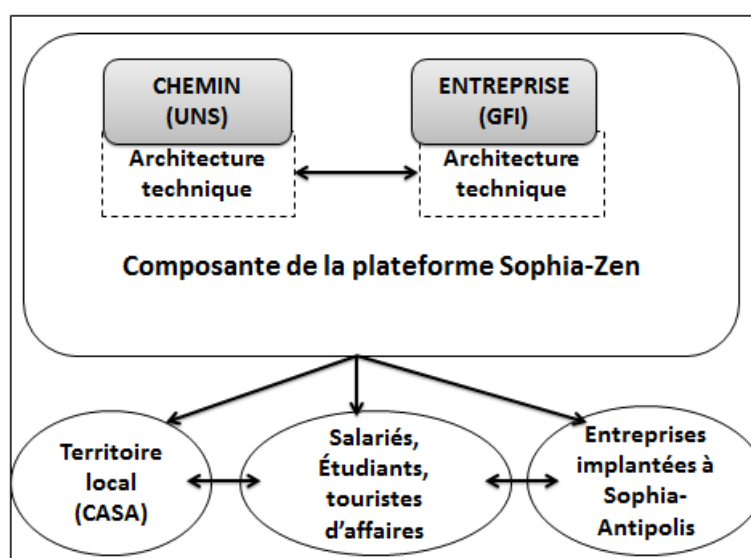 CHEMIN
(UNS)
Architecture
technique
ENTREPRISE
(GFI)
Architecture
technique
Composante de la plateforme Sophia-Zen
Territoire
local
(CASA)
Salariés,
Étudiants,
touristes
d'affaires
Entreprises
implantées à
Sophia-
Antipolis